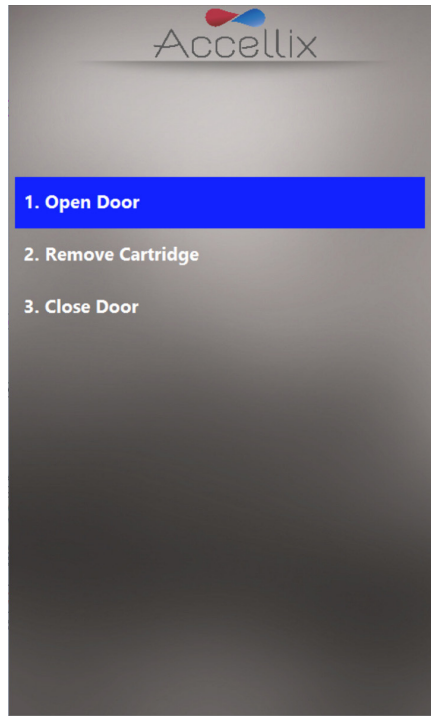 Accellix
1. Open Door
2. Remove Cartridge
3. Close Door